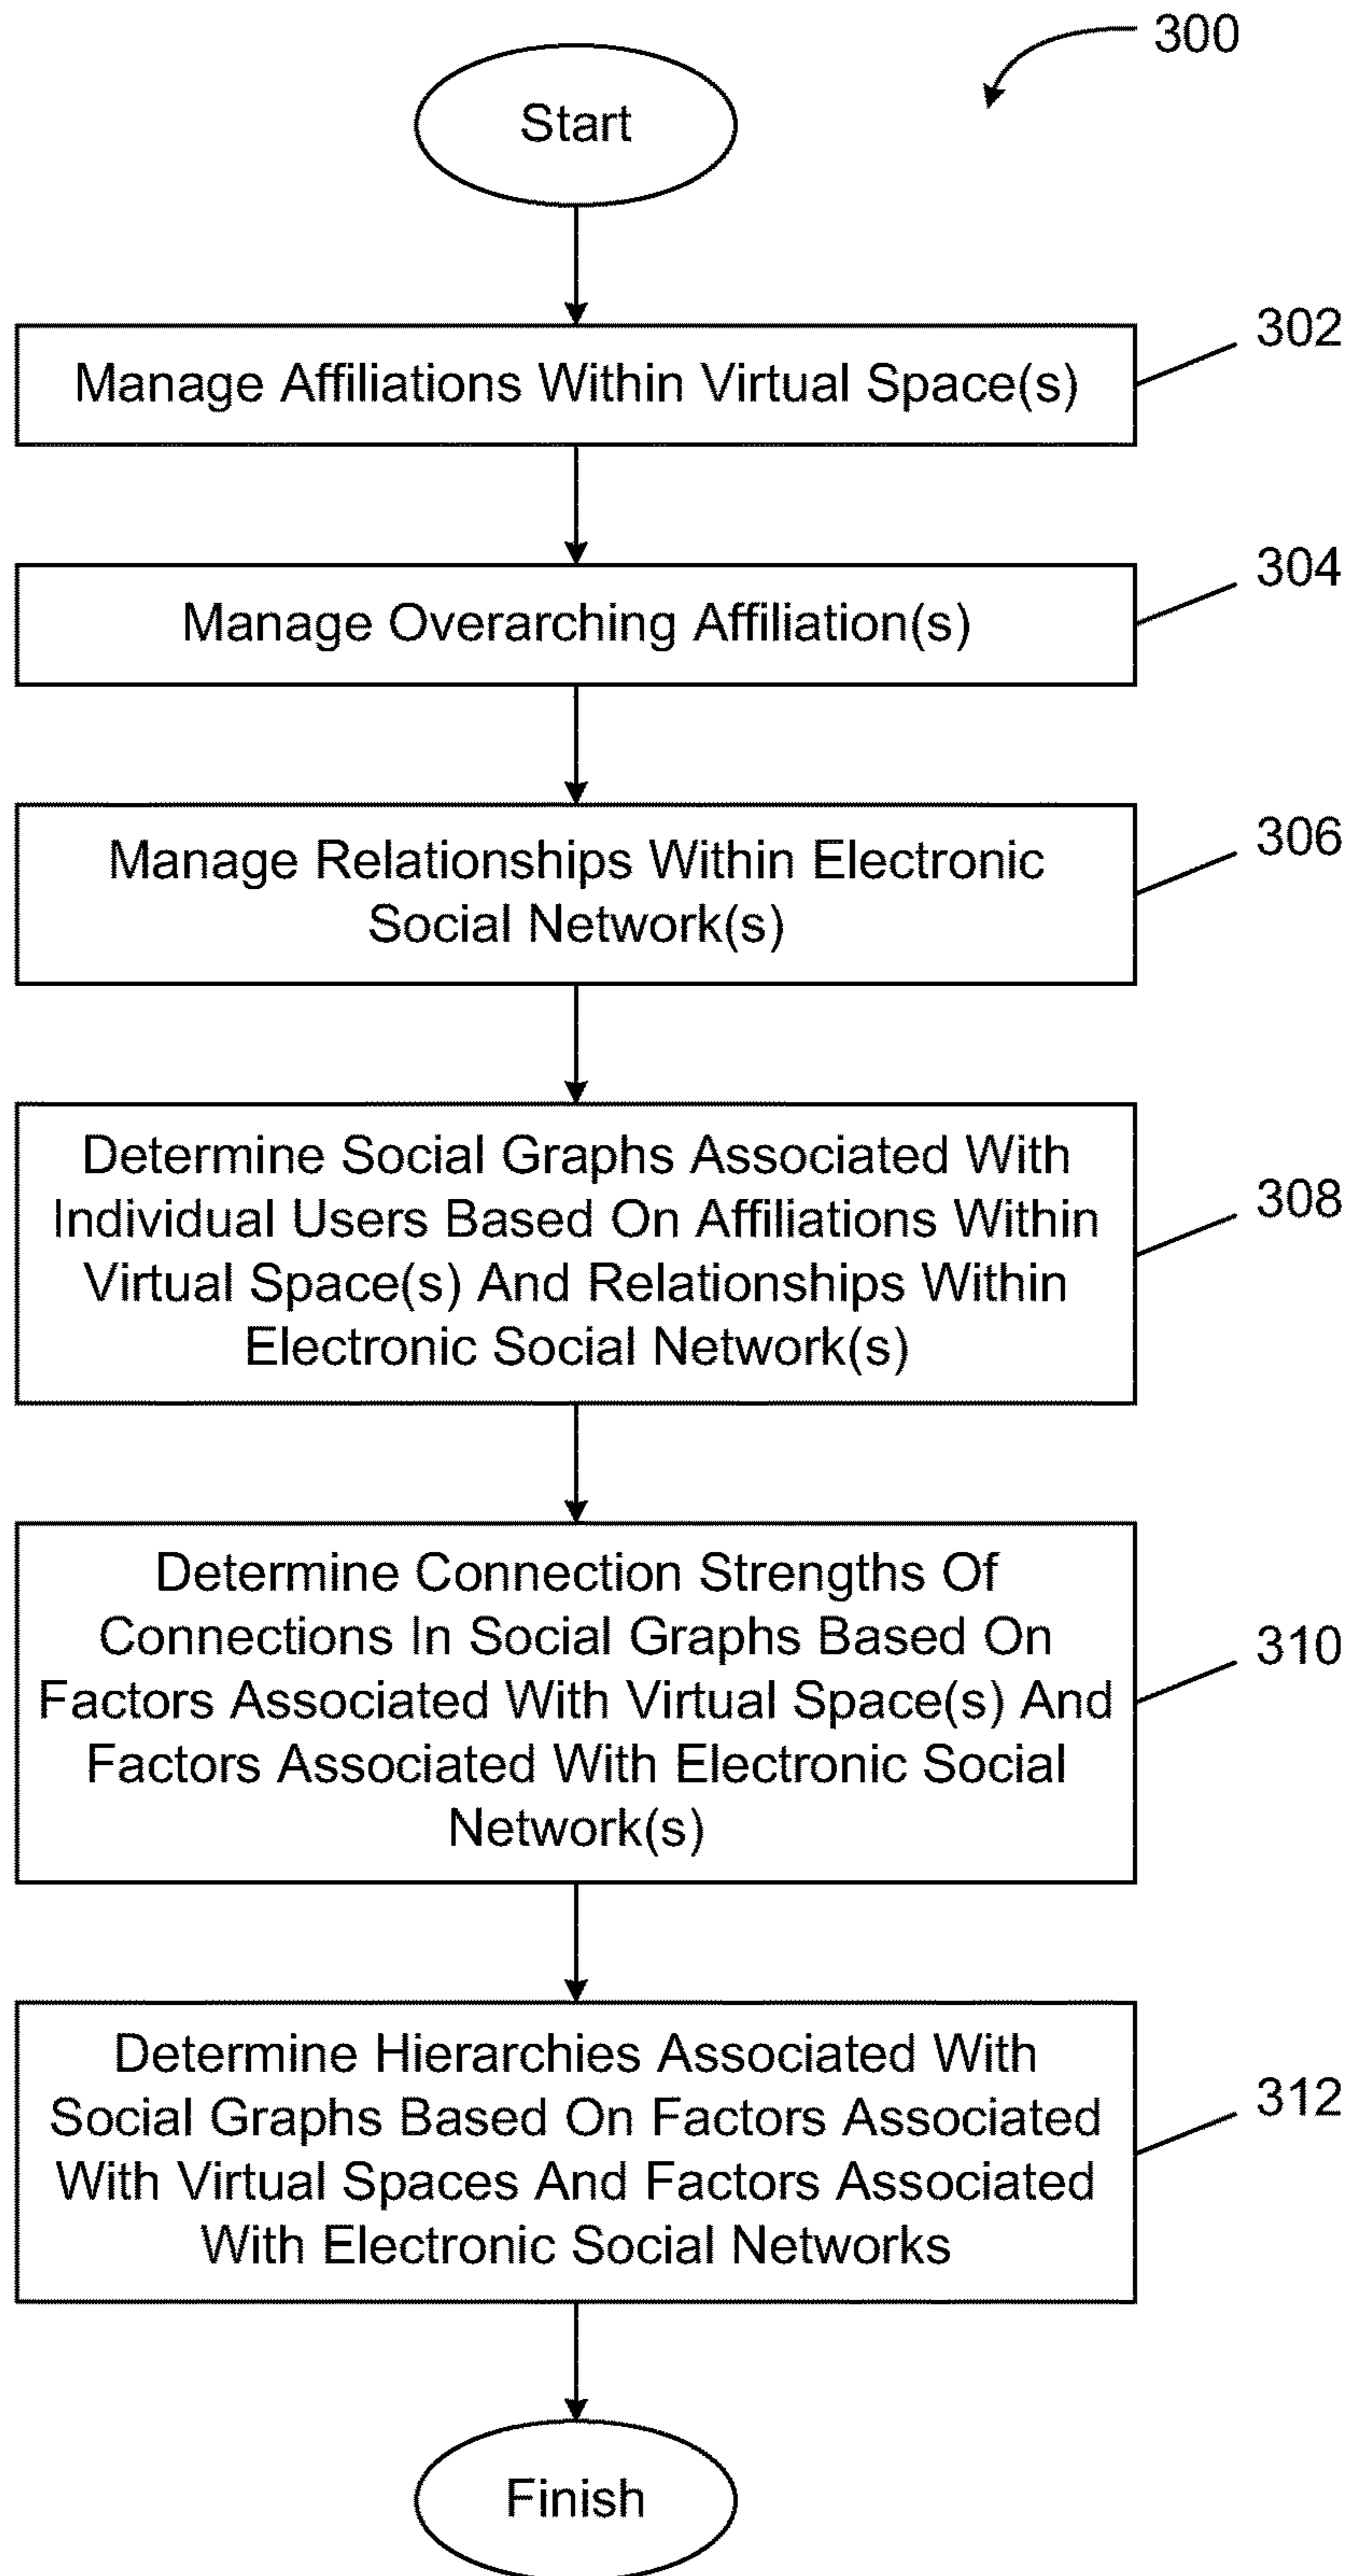 300
Start
302
Manage Affiliations Within Virtual Space(s)
304
Manage Overarching Affiliation(s)
306
Manage Relationships Within Electronic
Social Network(s)
308
Determine Social Graphs Associated With
Individual Users Based On Affiliations Within
Virtual Space(s) And Relationships Within
Electronic Social Network(s)
310
Determine Connection Strengths Of
Connections In Social Graphs Based On
Factors Associated With Virtual Space(s) And
Factors Associated With Electronic Social
Network(s)
312
Determine Hierarchies Associated With
Social Graphs Based On Factors Associated
With Virtual Spaces And Factors Associated
With Electronic Social Networks
Finish